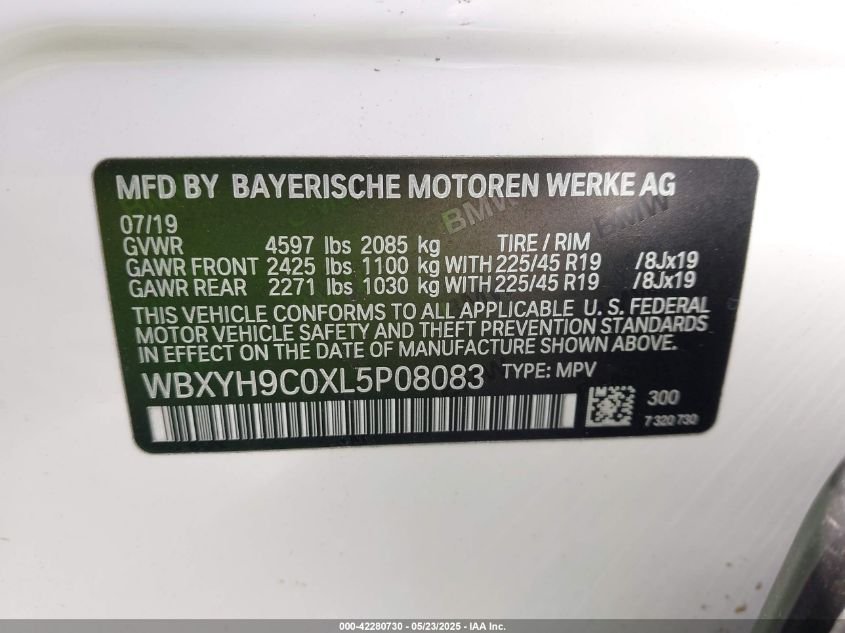 MFD BY BAYERISCHE MOTOREN WERKE AG
07/19
GVWR 4597 lbs 2085 kg TIRE / RIM
GAWR FRONT 2425 lbs 1100 kg WITH 225/45 R19 /8Jx19
GAWR REAR 2271 lbs 1030 kg WITH 225/45 R19 /8Jx19
THIS VEHICLE CONFORMS TO ALL APPLICABLE U. S. FEDERAL
MOTOR VEHICLE SAFETY AND THEFT PREVENTION STANDARDS
IN EFFECT ON THE DATE OF MANUFACTURE SHOWN ABOVE.
WBXYH9C0XL5P08083 TYPE: MPV
300
7 320 730
000-42280730 — 05/23/2025 — IAA Inc.